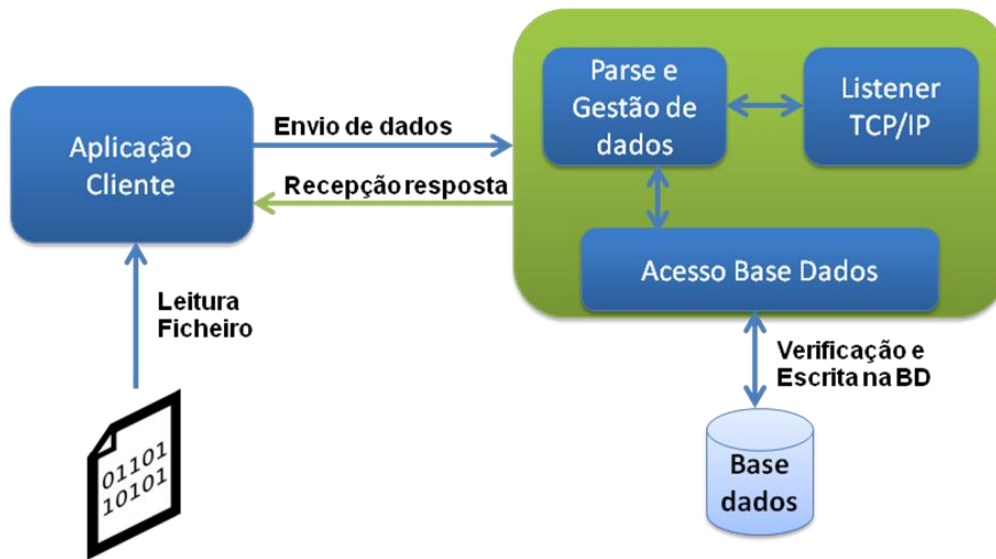 Aplicação
Cliente
Envio de dados
Recepção resposta
Parse e
Gestão de
dados
Listener
TCP/IP
Acesso Base Dados
Leitura
Ficheiro
01101
10101
Verificação e
Escrita na BD
Base
dados